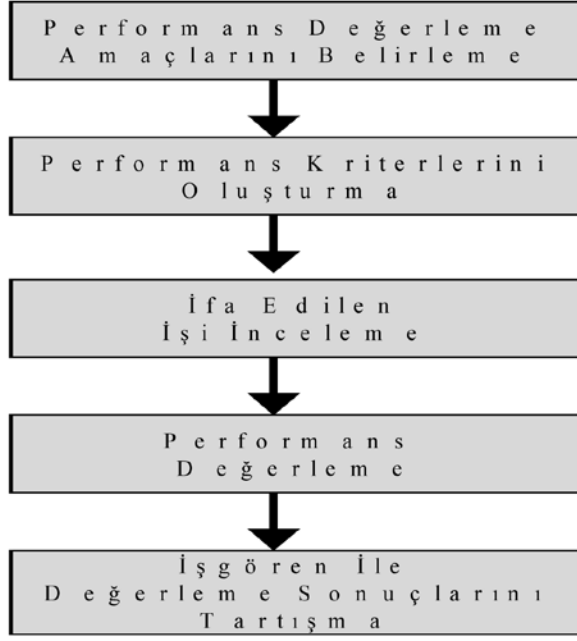 Performans Değerleme
Amaçlarını Belirleme
Performans Kriterlerini
Oluşturma
İfa Edilen
İşi İnceleme
Performans
Değerleme
İşgören İle
Değerleme Sonuçlarını
Tartışma